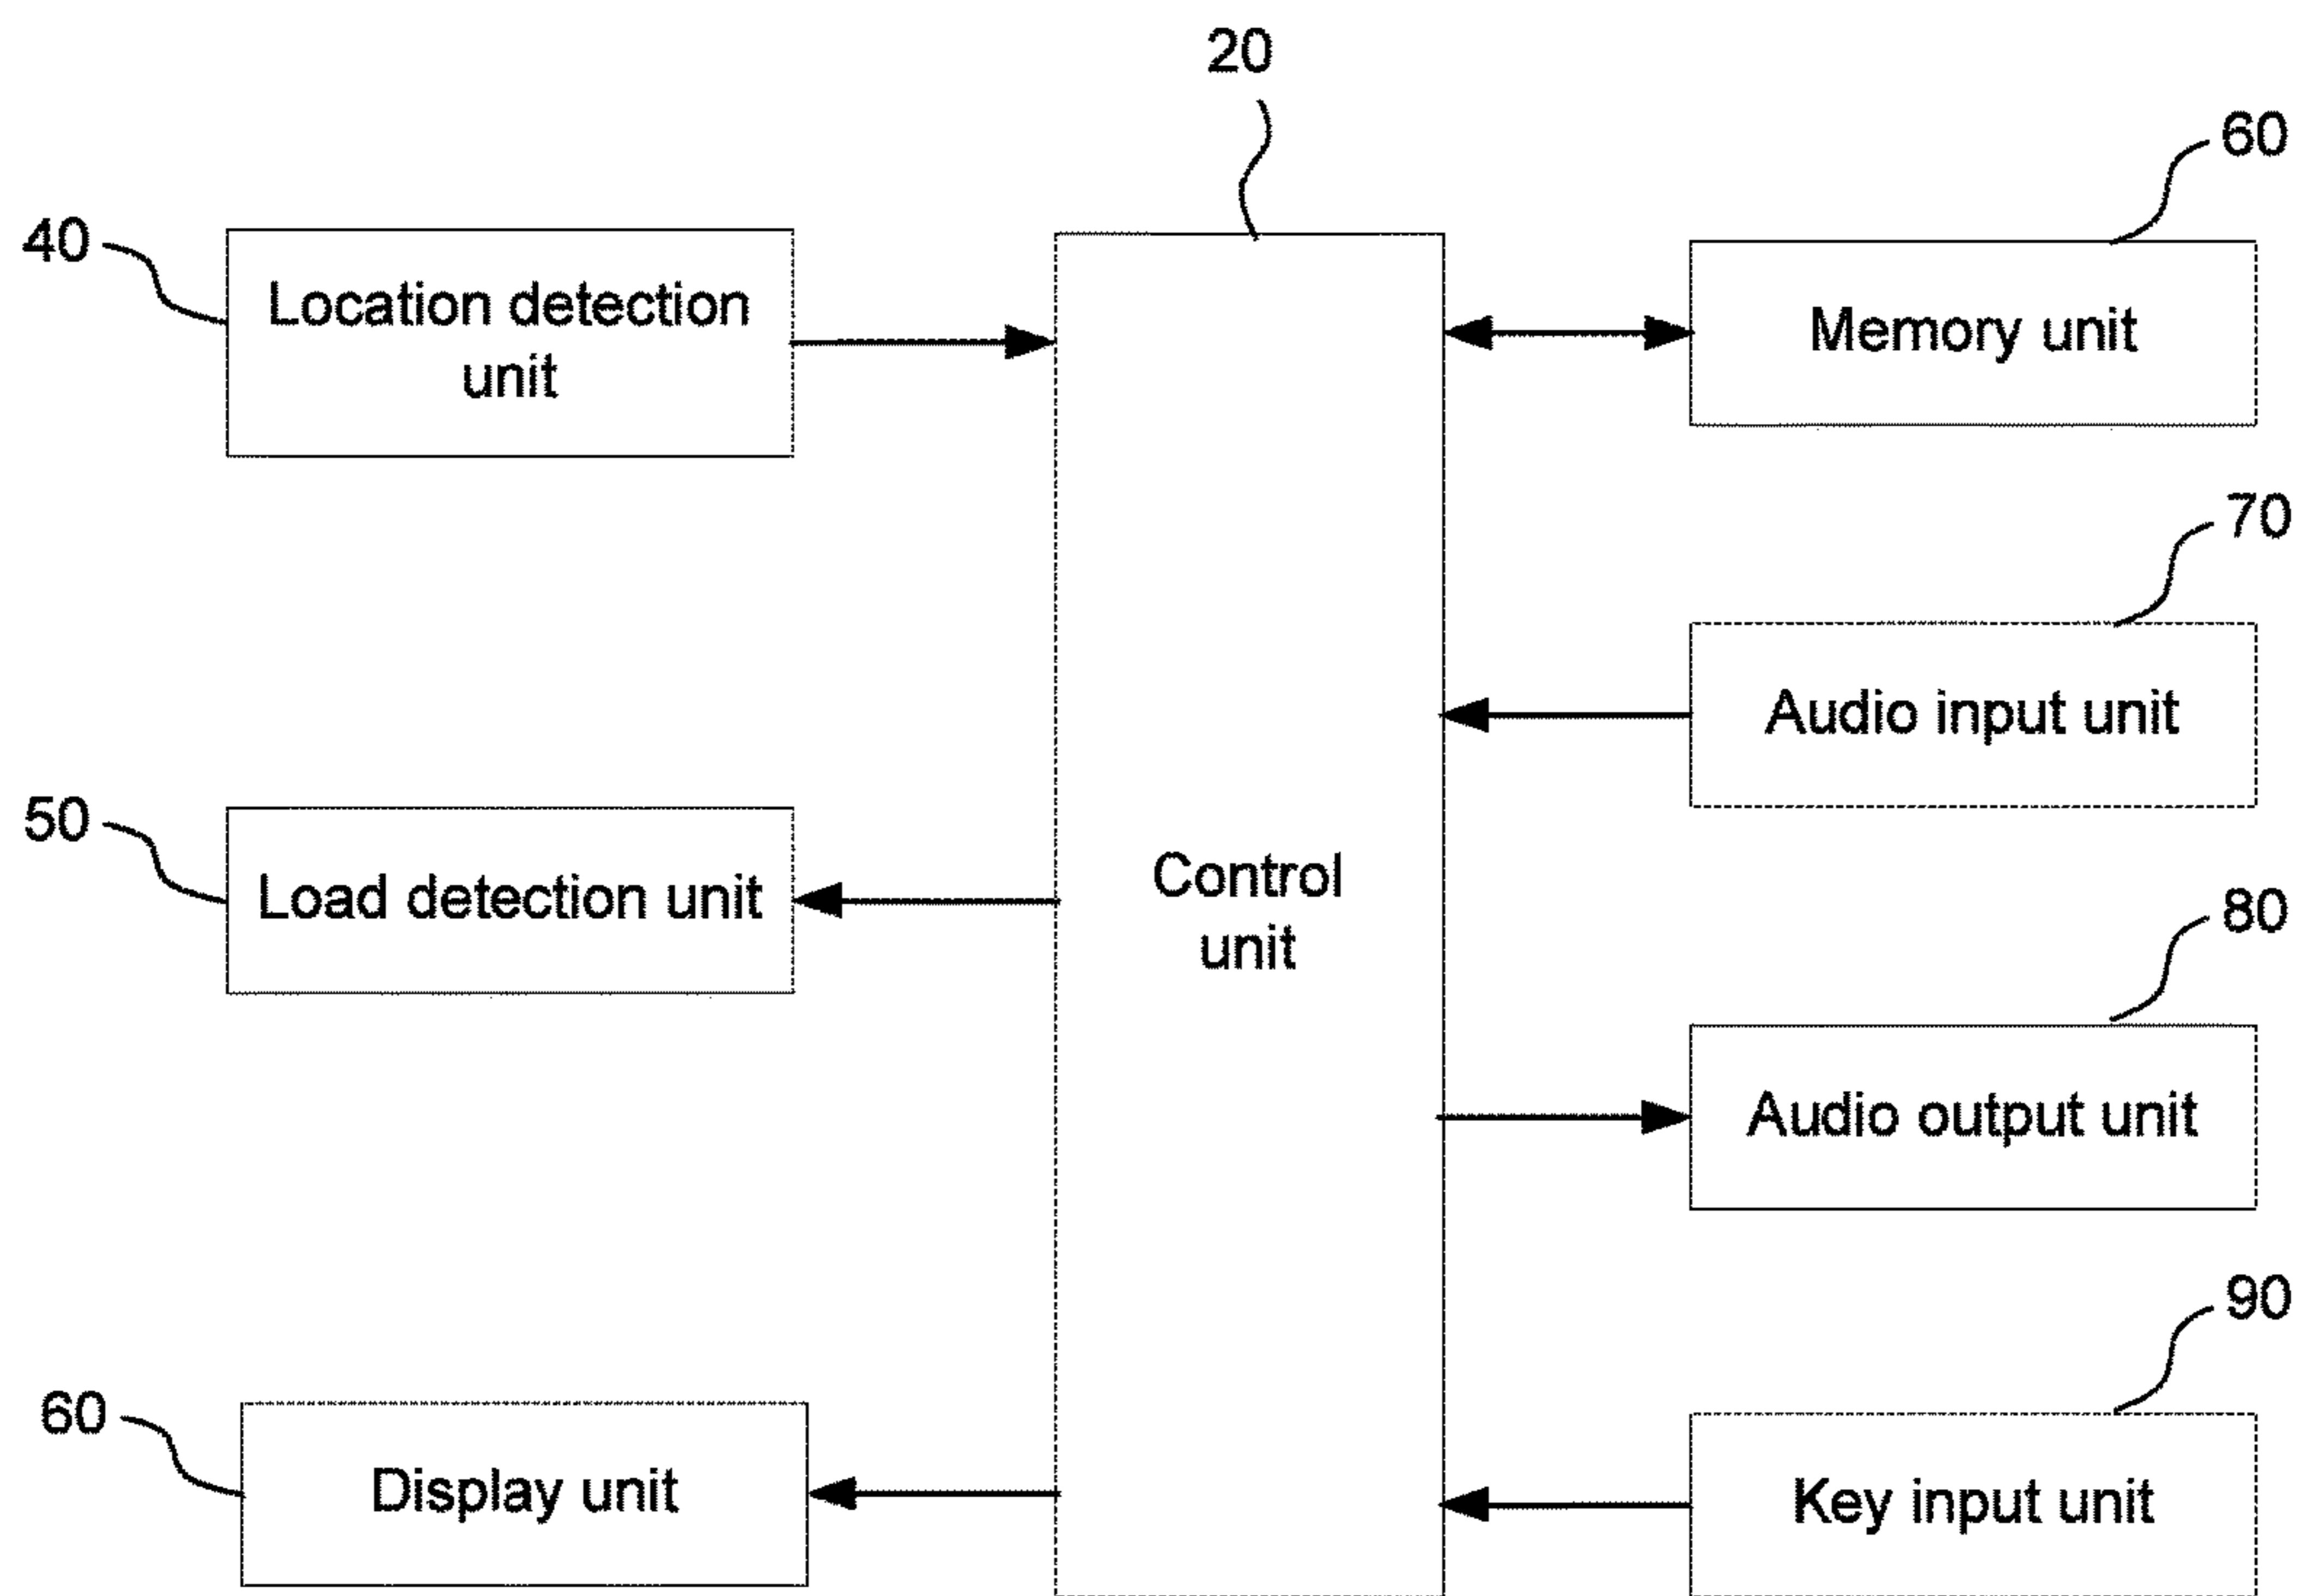 20
60
40
Location detection
unit
Memory unit
70
Audio input unit
50
Load detection unit
Control
unit
80
Audio output unit
90
60
Display unit
Key input unit